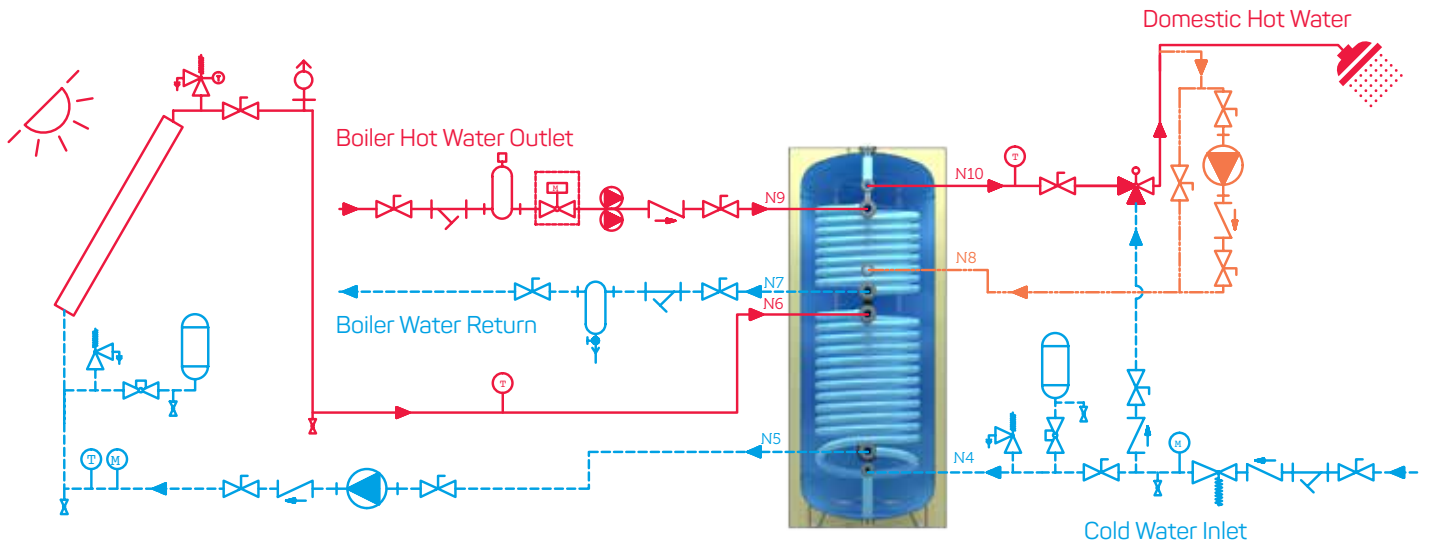 Domestic Hot Water
T
Boiler Hot Water Outlet
M
N9
N10
T
N8
N7
N6
Boiler Water Return
T
N5
N4
T M
M
Cold Water Inlet